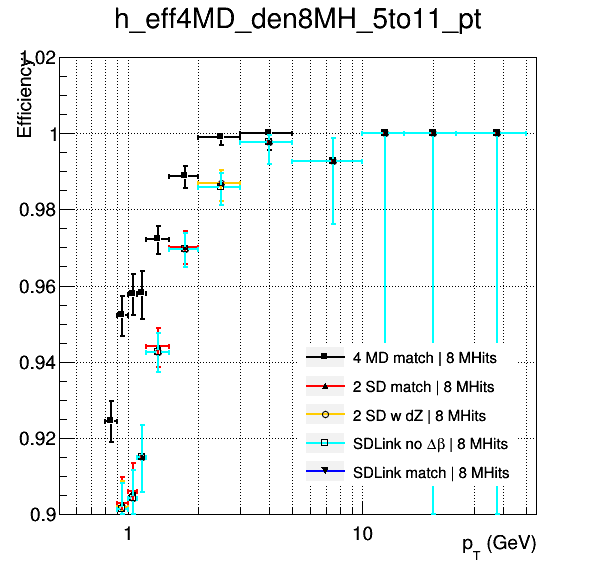 h_eff4MD_den8MH_5to11_pt
Efficiency
1.02
1
0.98
0.96
0.94
0.92
0.9
4 MD match | 8 MHits
2 SD match | 8 MHits
2 SD w dZ | 8 MHits
SDLink no Δβ | 8 MHits
SDLink match | 8 MHits
1
10
p_T (GeV)